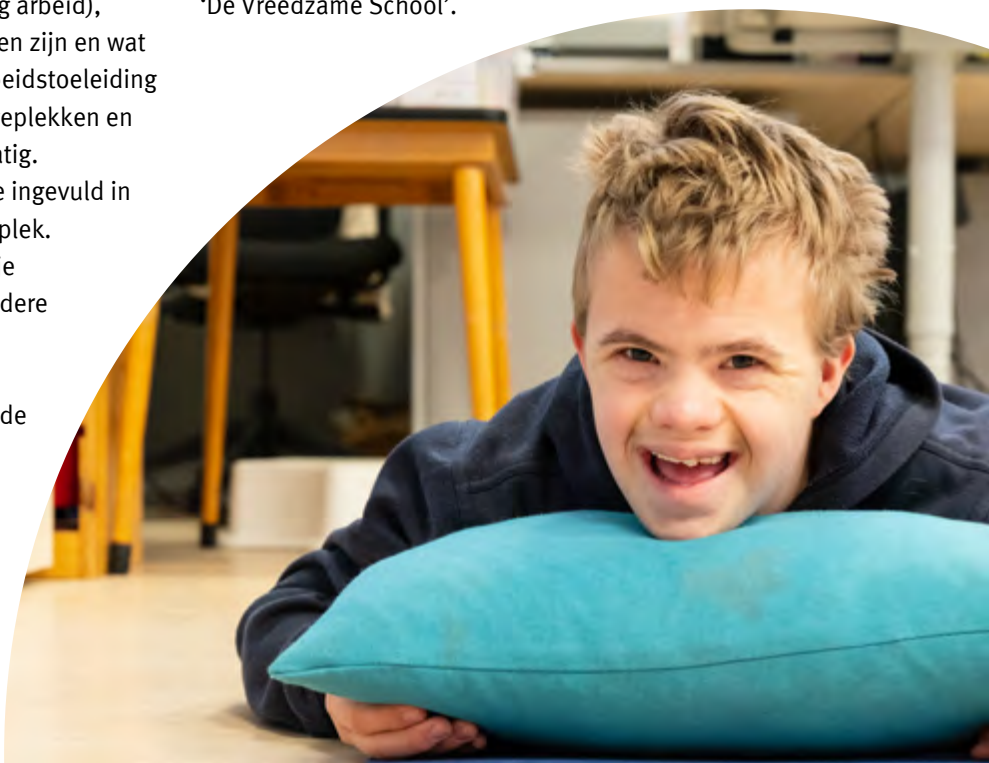 g arbeid),
en zijn en wat
eidstoeleiding
eplekken en
tig.
e ingevuld in
plek.
e
dere
de
‘De Vreedzame School’.